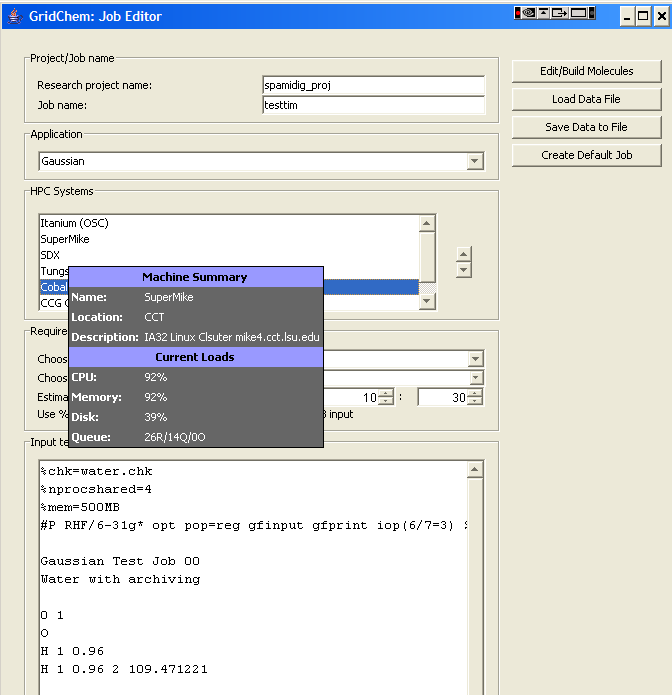 GridChem: Job Editor
Project/Job name
Research project name: spamidig_proj
Job name: testtim
Edit/Build Molecules
Load Data File
Save Data to File
Create Default Job
Application
Gaussian
HPC Systems
Itanium (OSC)
SuperMike
SDX
Tungs
Cobal
CCG
Machine Summary
Name: SuperMike
Location: CCT
Description: IA32 Linux Clsuter mike4.cct.lsu.edu
Current Loads
CPU: 92%
Memory: 92%
Disk: 39%
Queue: 26R/14Q/0O
Require
Choos
Choos
Estima 10 : 30
Use % input
Input te
%chk=water.chk
%nprocshared=4
%mem=500MB
#P RHF/6-31g* opt pop=reg gfinput gfprint iop(6/7=3)
Gaussian Test Job 00
Water with archiving
0 1
O
H 1 0.96
H 1 0.96 2 109.471221